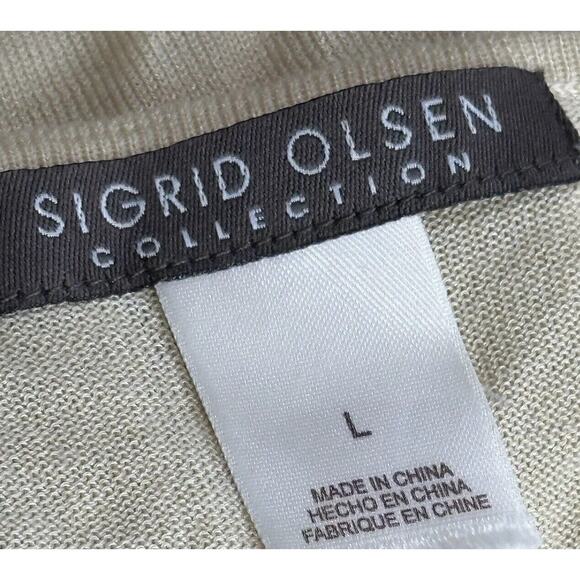 SIGRID OLSEN
COLLECTION
L
MADE IN CHINA
HECHO EN CHINA
FABRIQUE EN CHINE